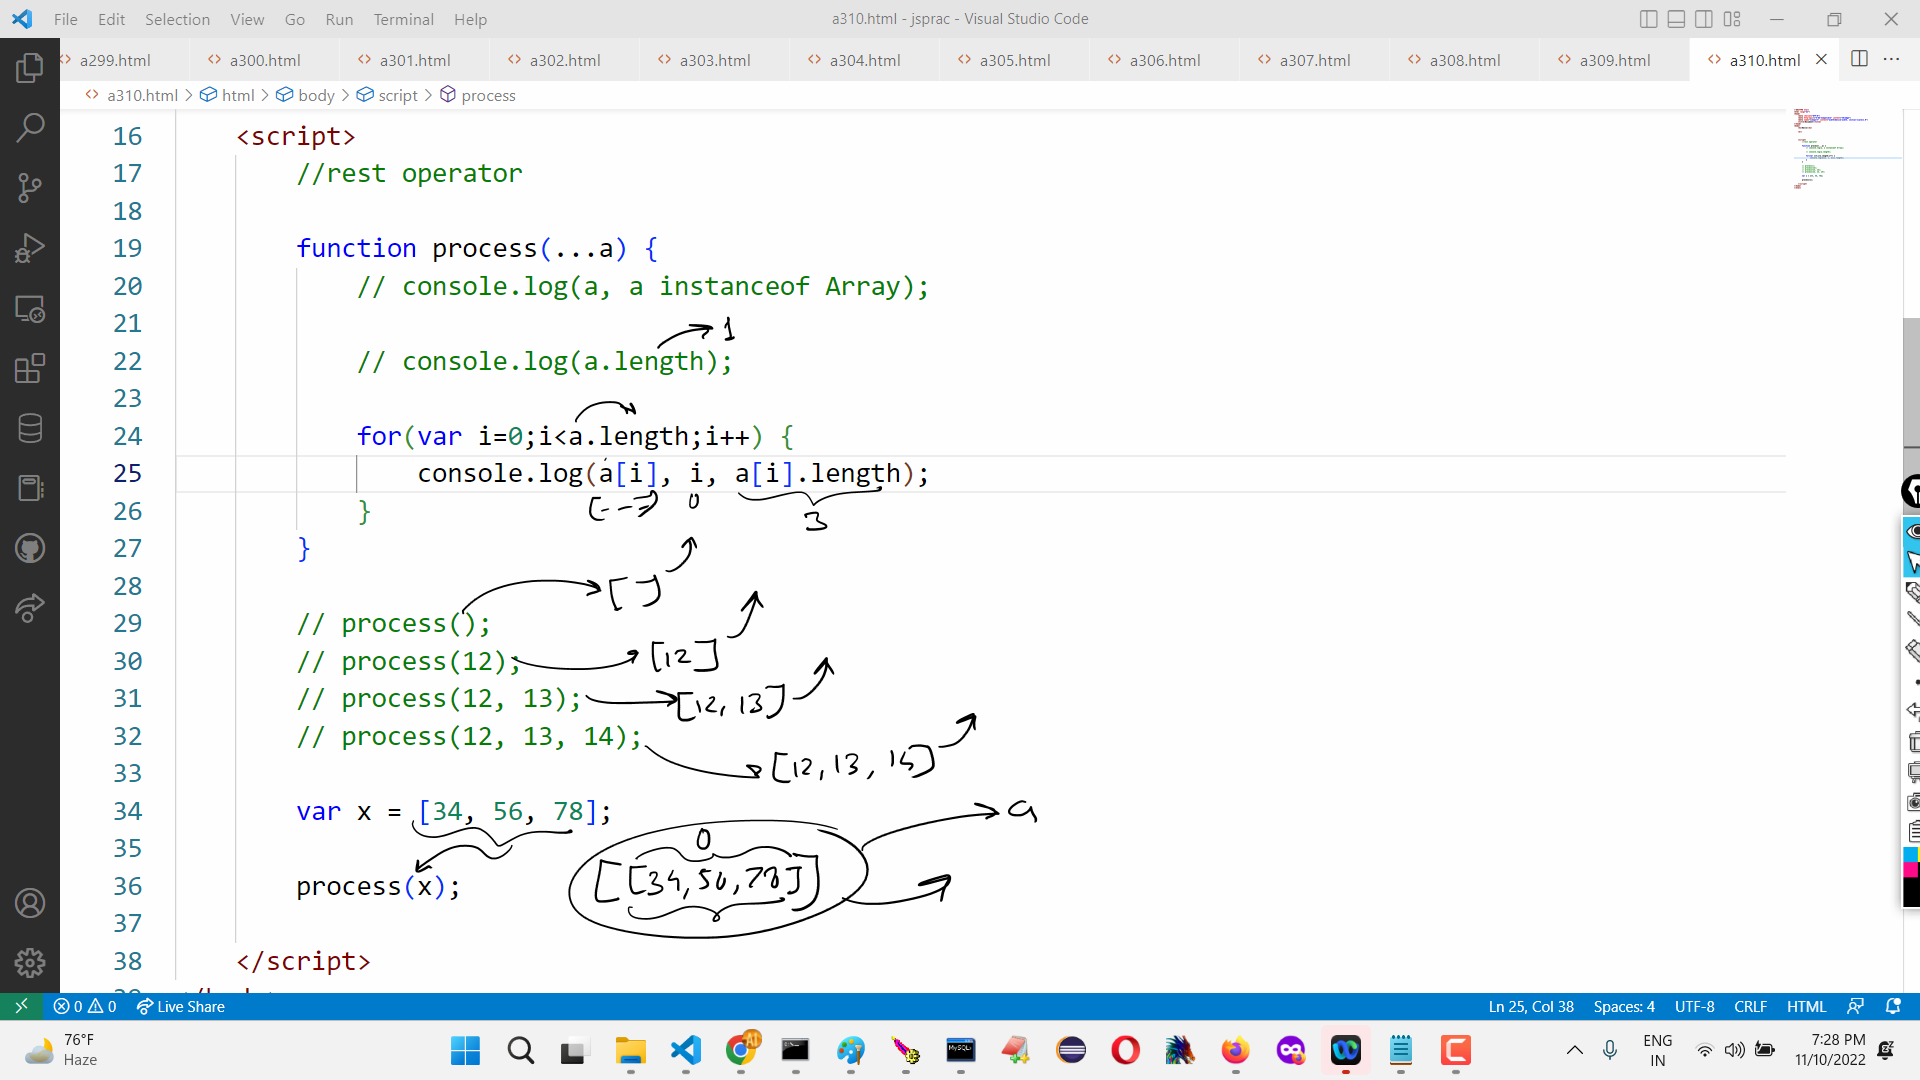 File Edit Selection View Go Run Terminal Help a310.html - jsprac - Visual Studio Code
a299.html a300.html a301.html a302.html a303.html a304.html a305.html a306.html a307.html a308.html a309.html a310.html
a310.html > html > body > script > process
16 <script>
17 //rest operator
18
19 function process(...a) {
20 // console.log(a, a instanceof Array);
21
1
22 // console.log(a.length);
23
24 for(var i=0;i<a.length;i++) {
25 console.log(a[i], i, a[i].length);
[---] 0 3
26 }
27 }
28
[ ]
29 // process();
30 // process(12); [12]
31 // process(12, 13); [12, 13]
32 // process(12, 13, 14);
33
34 var x = [34, 56, 78]; a
35 0
36 process(x);
37
38 </script>
0 0 Live Share Ln 25, Col 38 Spaces: 4 UTF-8 CRLF HTML
76°F
Haze
ENG
IN
7:28 PM
11/10/2022